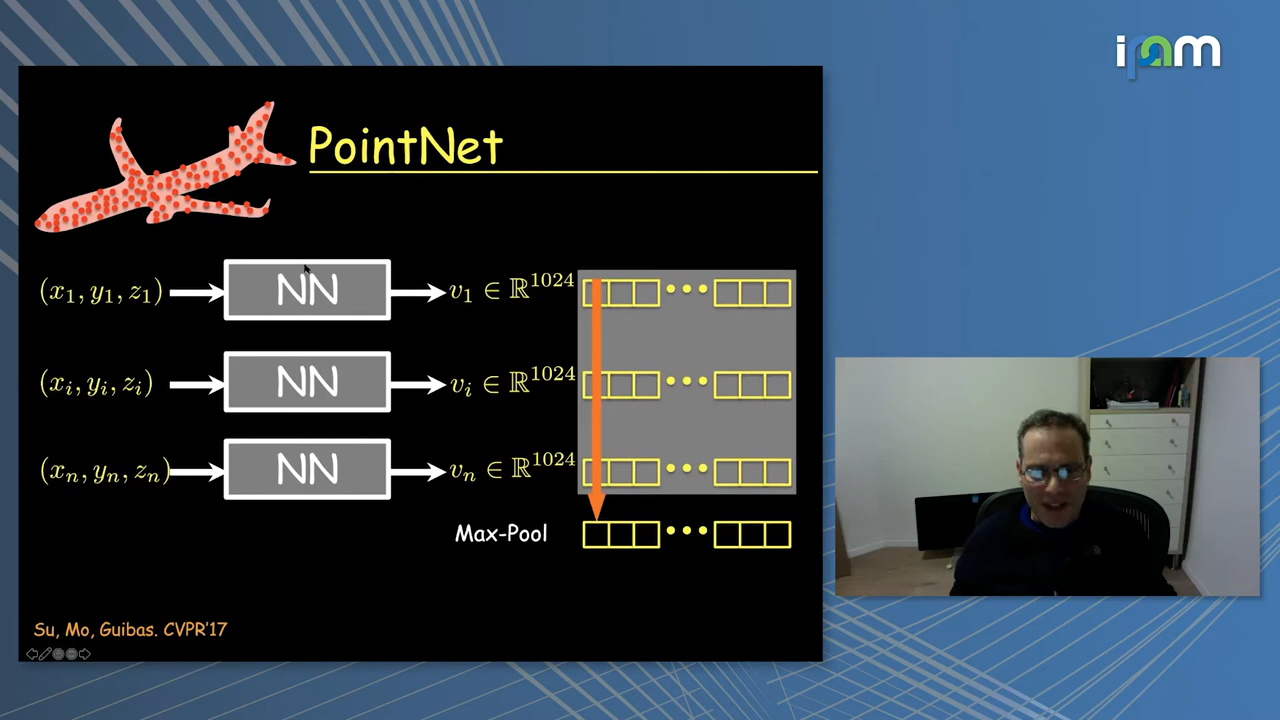 ipam
PointNet
(x₁, y₁, z₁) NN v₁ ∈ ℝ¹⁰²⁴ •••
(xᵢ, yᵢ, zᵢ) NN vᵢ ∈ ℝ¹⁰²⁴ •••
(xₙ, yₙ, zₙ) NN vₙ ∈ ℝ¹⁰²⁴ •••
Max-Pool •••
Su, Mo, Guibas. CVPR'17